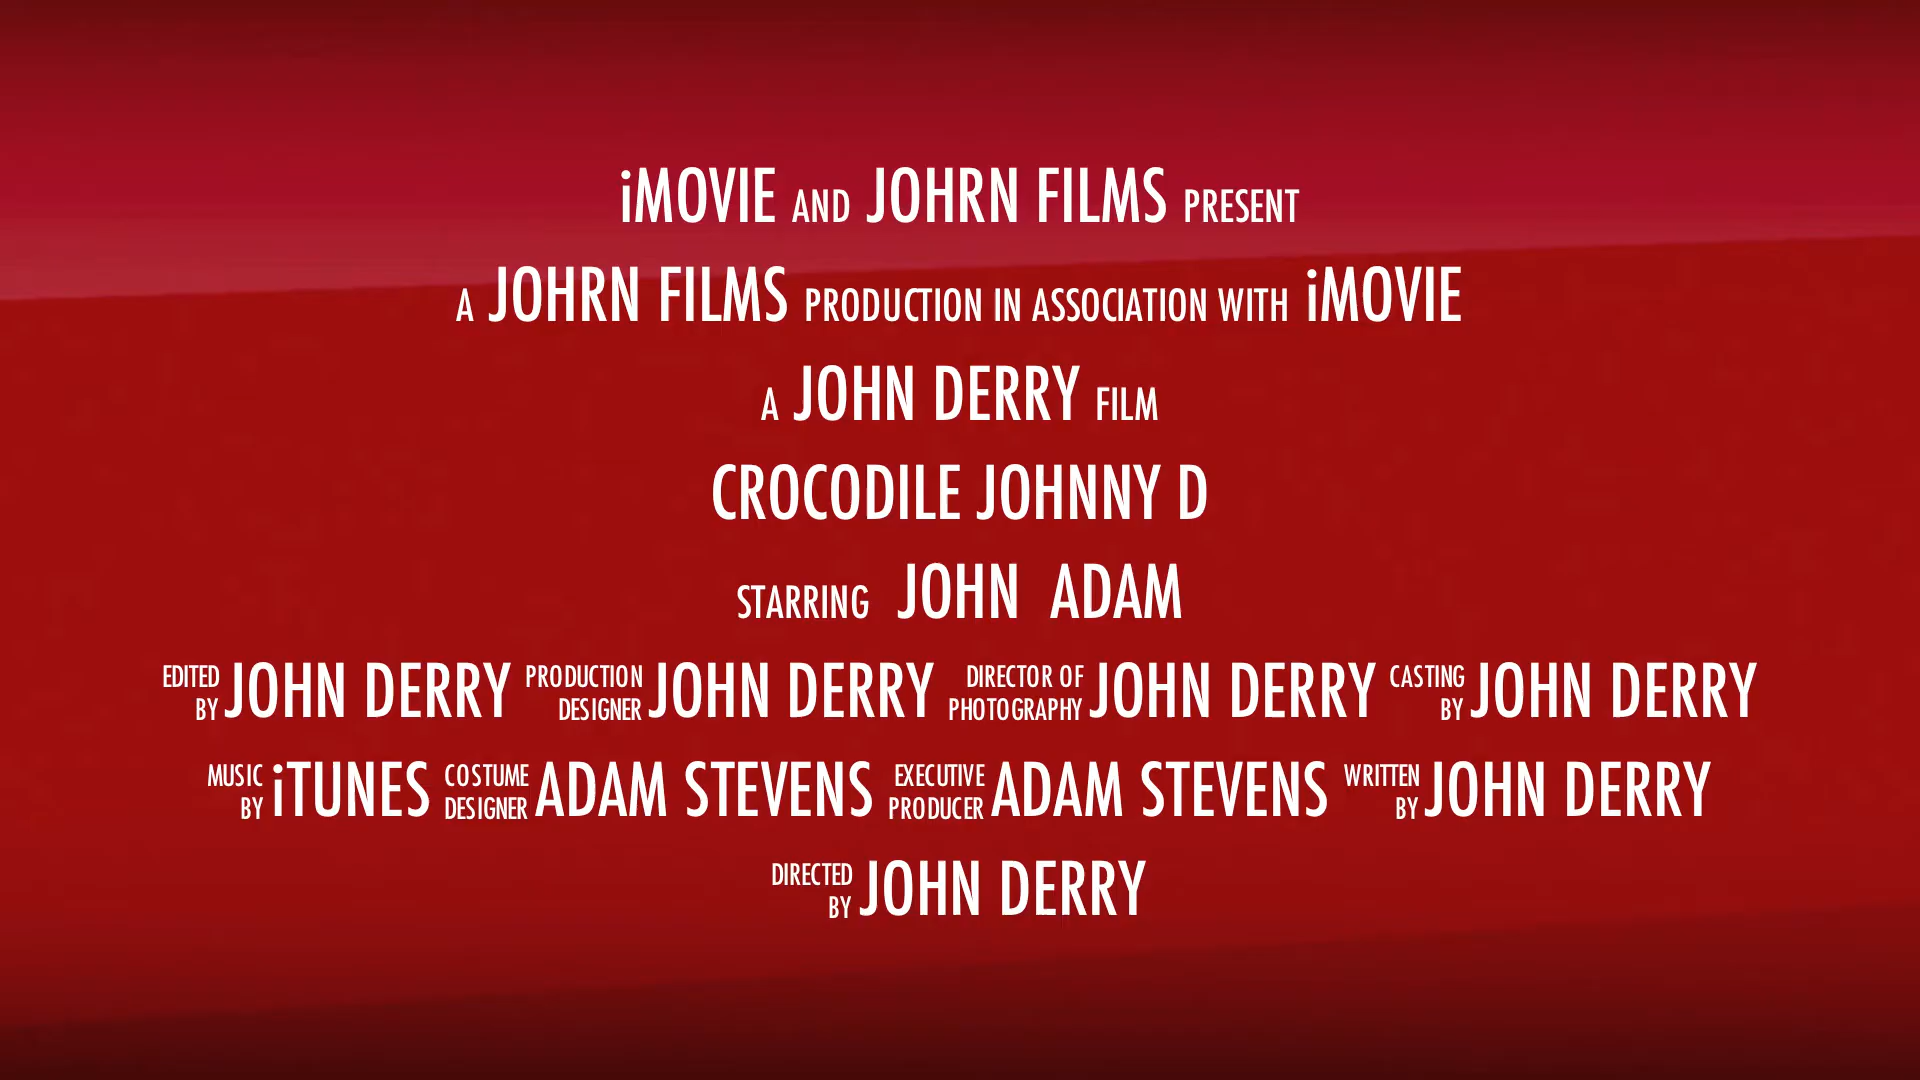 iMOVIE AND JOHRN FILMS PRESENT
A JOHRN FILMS PRODUCTION IN ASSOCIATION WITH iMOVIE
A JOHN DERRY FILM
CROCODILE JOHNNY D
STARRING JOHN ADAM
EDITED BY JOHN DERRY PRODUCTION DESIGNER JOHN DERRY DIRECTOR OF PHOTOGRAPHY JOHN DERRY CASTING BY JOHN DERRY
MUSIC BY iTUNES COSTUME DESIGNER ADAM STEVENS EXECUTIVE PRODUCER ADAM STEVENS WRITTEN BY JOHN DERRY
DIRECTED BY JOHN DERRY